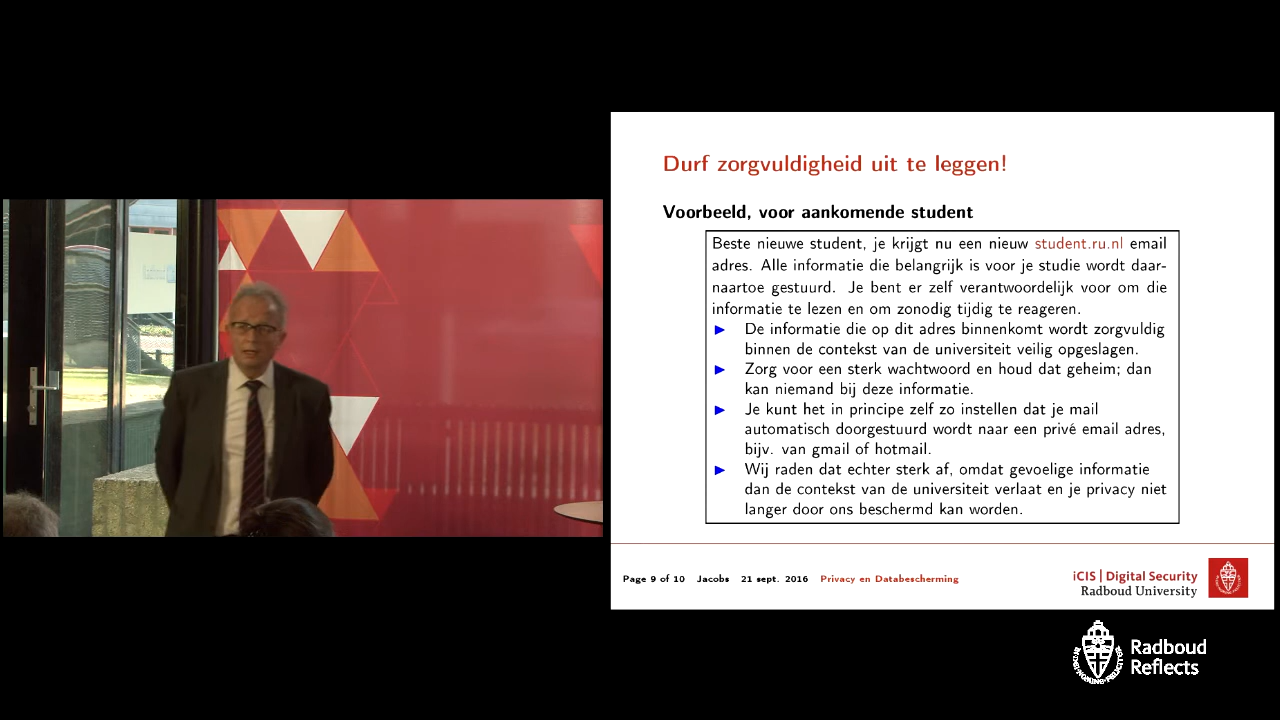 Durf zorgvuldigheid uit te leggen!
Voorbeeld, voor aankomende student
Beste nieuwe student, je krijgt nu een nieuw student.ru.nl email
adres. Alle informatie die belangrijk is voor je studie wordt daar-
naartoe gestuurd. Je bent er zelf verantwoordelijk voor om die
informatie te lezen en om zonodig tijdig te reageren.
► De informatie die op dit adres binnenkomt wordt zorgvuldig
binnen de contekst van de universiteit veilig opgeslagen.
► Zorg voor een sterk wachtwoord en houd dat geheim; dan
kan niemand bij deze informatie.
► Je kunt het in principe zelf zo instellen dat je mail
automatisch doorgestuurd wordt naar een privé email adres,
bijv. van gmail of hotmail.
► Wij raden dat echter sterk af, omdat gevoelige informatie
dan de contekst van de universiteit verlaat en je privacy niet
langer door ons beschermd kan worden.
Page 9 of 10 Jacobs 21 sept. 2016 Privacy en Databescherming
iCIS | Digital Security
Radboud University
Radboud
Reflects